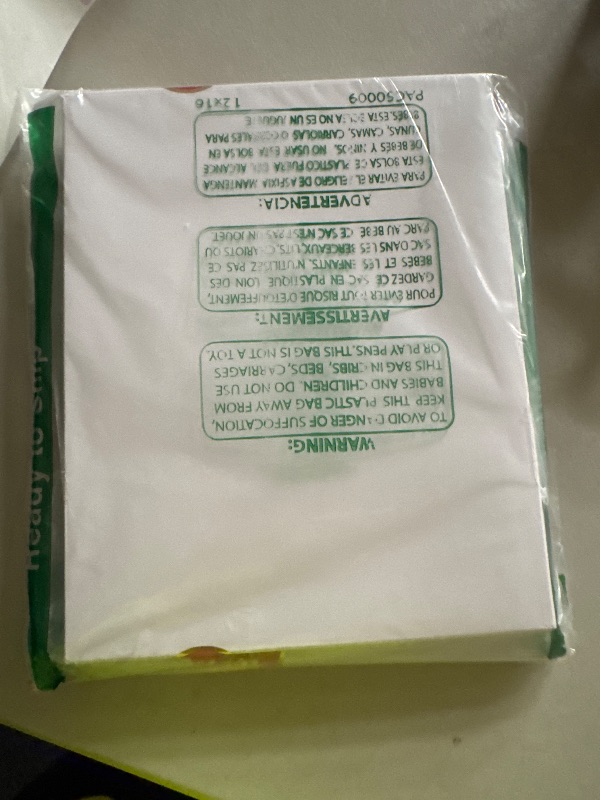 WARNING:
TO AVOID DANGER OF SUFFOCATION,
KEEP THIS PLASTIC BAG AWAY FROM
BABIES AND CHILDREN. DO NOT USE
THIS BAG IN CRIBS, BEDS, CARRIAGES
OR PLAY PENS. THIS BAG IS NOT A TOY.
AVERTISSEMENT:
POUR EVITER TOUT RISQUE D'ETOUFFEMENT,
GARDEZ CE SAC EN PLASTIQUE LOIN DES
BEBES ET LES ENFANTS. N'UTILISEZ PAS CE
SAC DANS LES BERCEAUX, LITS, CHARIOTS OU
PARC AU BEBE CE SAC N'EST PAS UN JOUET
ADVERTENCIA:
PARA EVITAR EL PELIGRO DE ASFIXIA MANTENGA
ESTA BOLSA DE PLASTICO FUERA DEL ALCANCE
DE BEBES Y NINOS. NO USAR ESTA BOLSA EN
CUNAS, CAMAS, CARRIOLAS O CORRALES PARA
BEBES. ESTA BOLSA NO ES UN JUGUETE
PAC50009 12x16
Ready to Ship